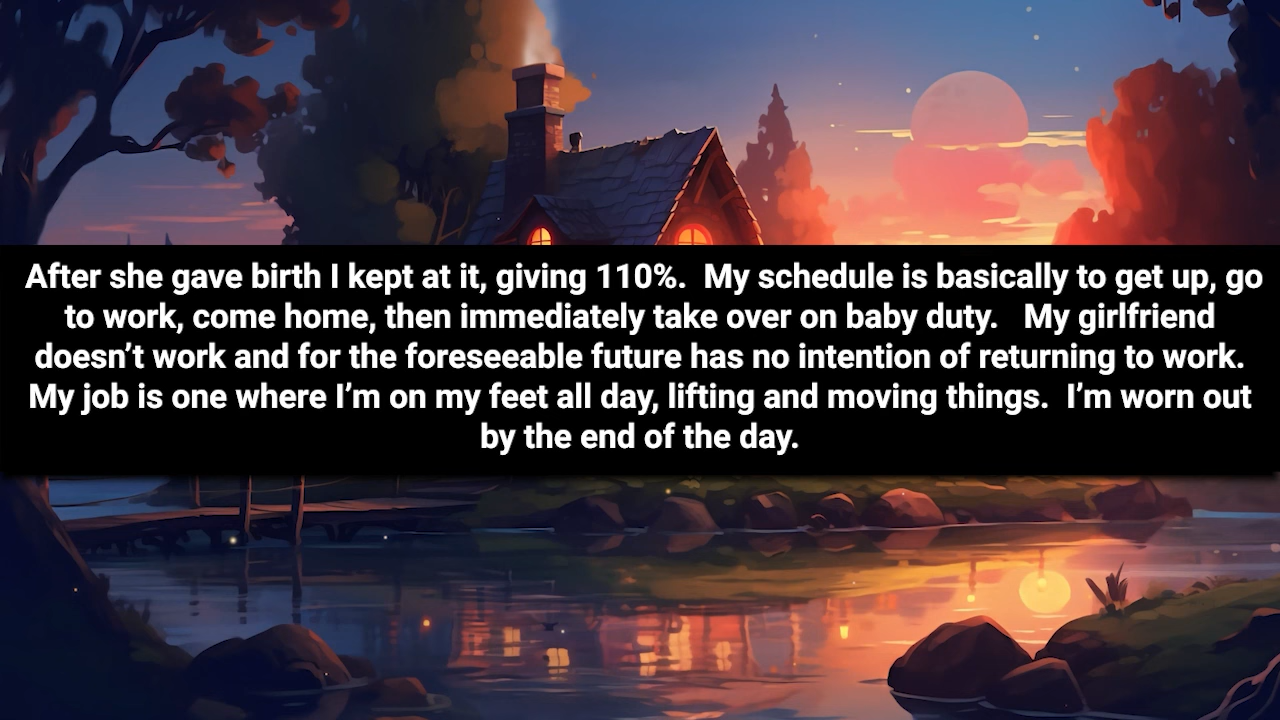 After she gave birth I kept at it, giving 110%.  My schedule is basically to get up, go
to work, come home, then immediately take over on baby duty.   My girlfriend
doesn’t work and for the foreseeable future has no intention of returning to work.
My job is one where I’m on my feet all day, lifting and moving things.  I’m worn out
by the end of the day.